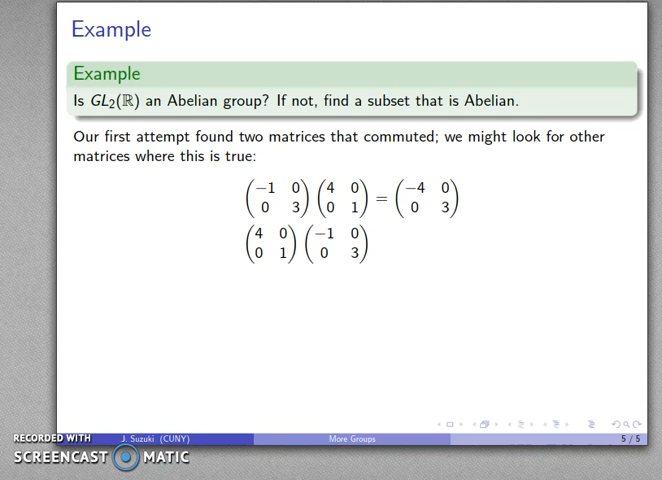 Example
Example
Is GL₂(ℝ) an Abelian group? If not, find a subset that is Abelian.
Our first attempt found two matrices that commuted; we might look for other
matrices where this is true:
(−1 0; 0 3) (4 0; 0 1) = (−4 0; 0 3)
(4 0; 0 1) (−1 0; 0 3)
RECORDED WITH
SCREENCAST MATIC
J. Suzuki (CUNY) More Groups 5 / 5